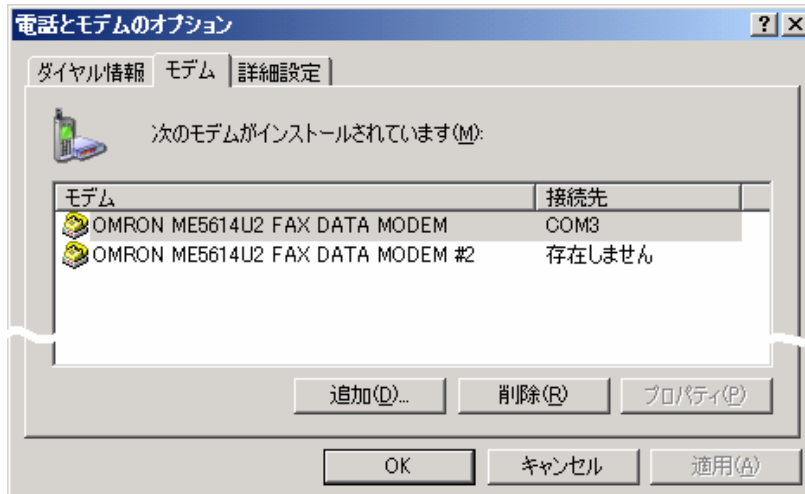 電話とモデムのオプション
ダイヤル情報 モデム 詳細設定
次のモデムがインストールされています(M):
モデム 接続先
OMRON ME5614U2 FAX DATA MODEM COM3
OMRON ME5614U2 FAX DATA MODEM #2 存在しません
追加(D)... 削除(R) プロパティ(P)
OK キャンセル 適用(A)